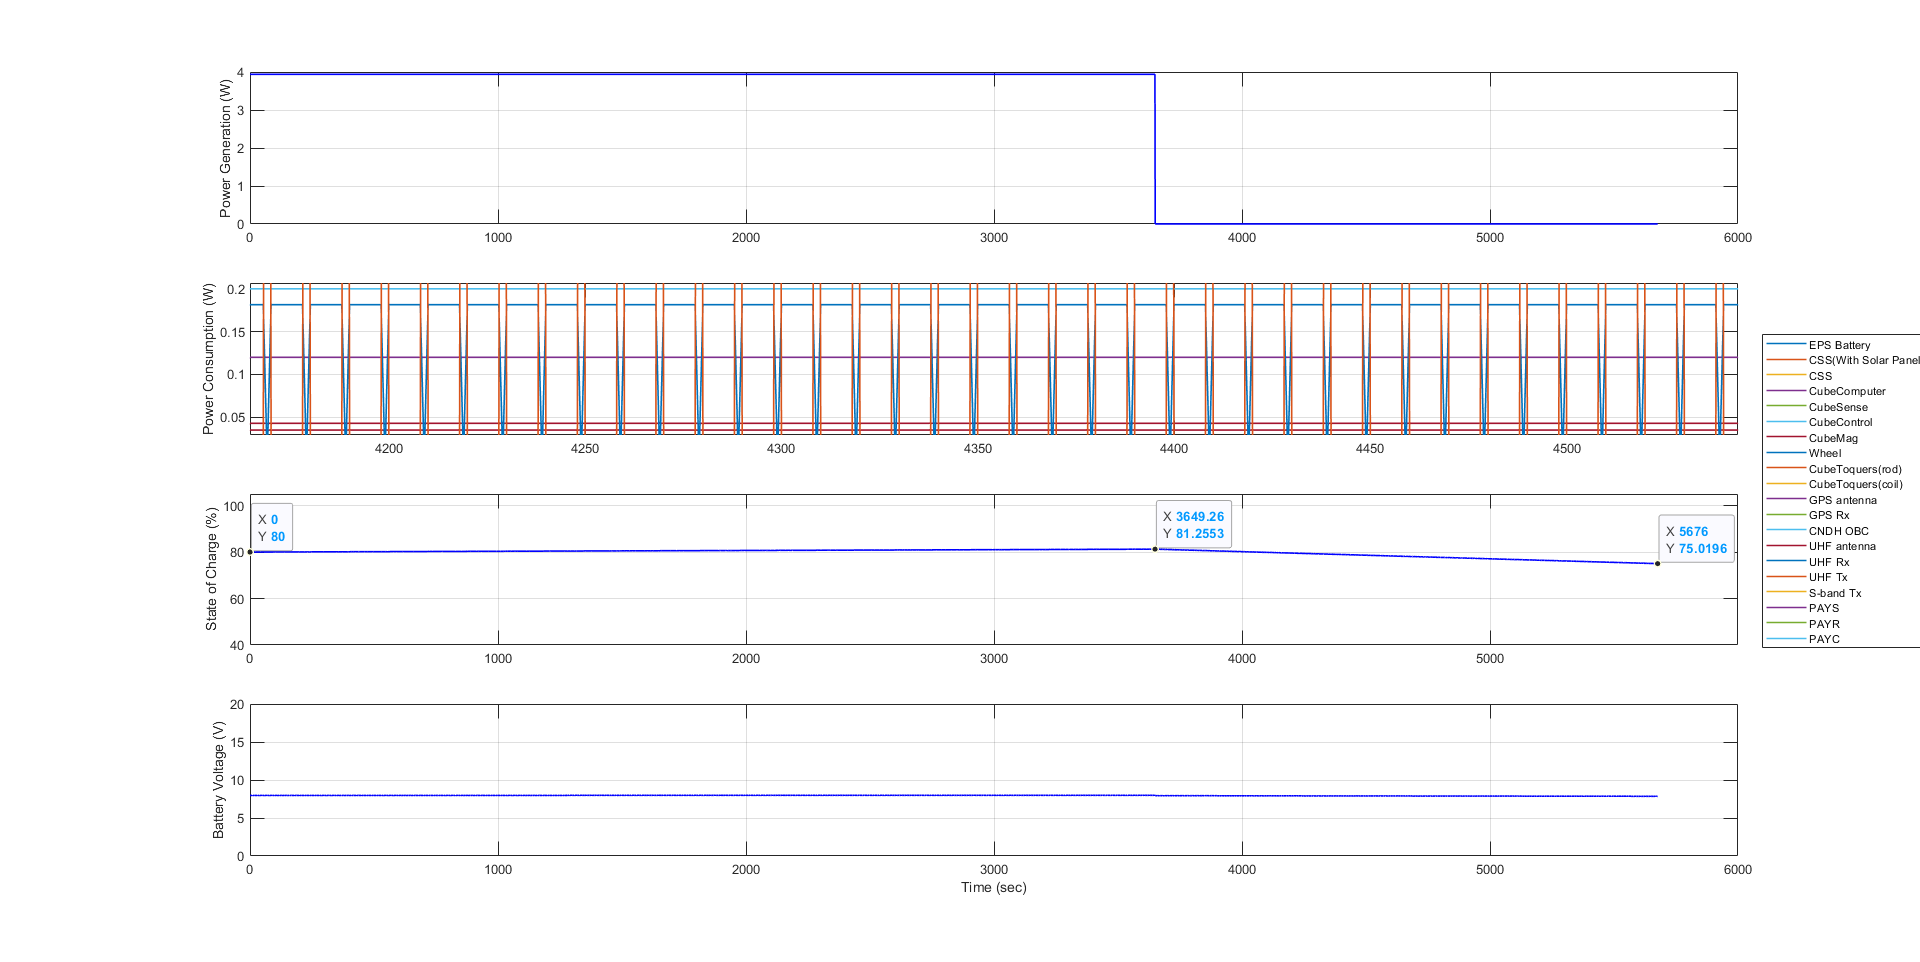 Power Generation (W)
4
3
2
1
0
0 1000 2000 3000 4000 5000 6000
Power Consumption (W)
0.2
0.15
0.1
0.05
4200 4250 4300 4350 4400 4450 4500
State of Charge (%)
100
80
60
40
X 0
Y 80
X 3649.26
Y 81.2553
X 5676
Y 75.0196
0 1000 2000 3000 4000 5000
Battery Voltage (V)
20
15
10
5
0
0 1000 2000 3000 4000 5000 6000
Time (sec)
EPS Battery
CSS(With Solar Panel
CSS
CubeComputer
CubeSense
CubeControl
CubeMag
Wheel
CubeToquers(rod)
CubeToquers(coil)
GPS antenna
GPS Rx
CNDH OBC
UHF antenna
UHF Rx
UHF Tx
S-band Tx
PAYS
PAYR
PAYC